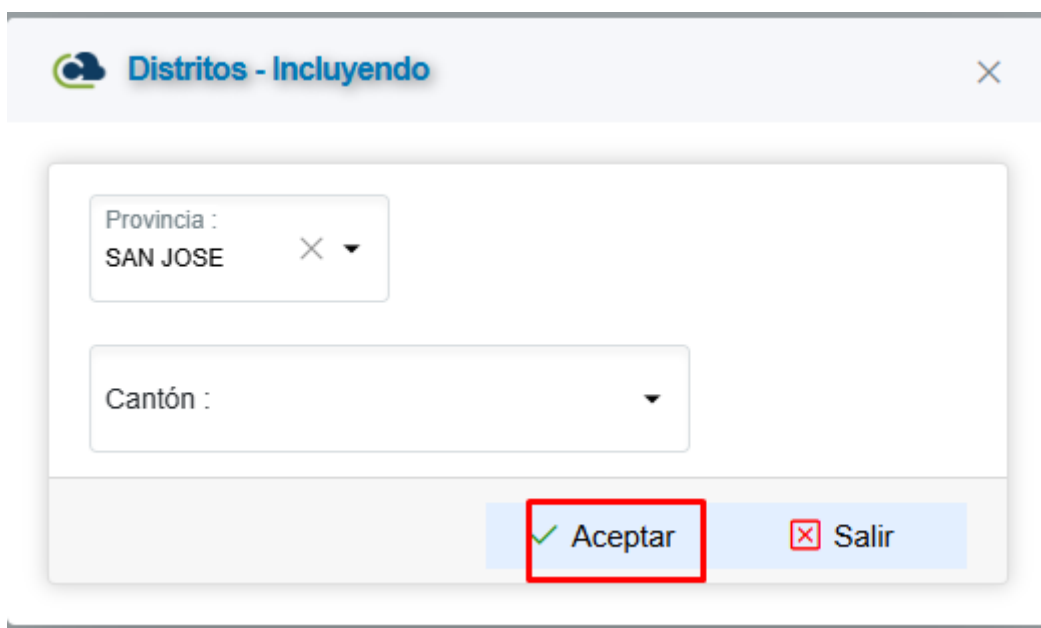 Distritos - Incluyendo
Provincia :
SAN JOSE
Cantón :
Aceptar
Salir